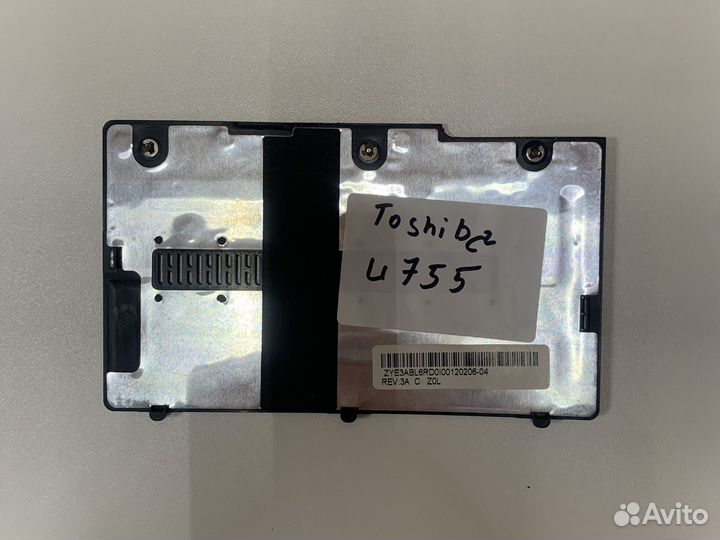 Toshiba
L755
ZYE3ABL6RD0I00120206-04
REV:3A C Z0L
Avito